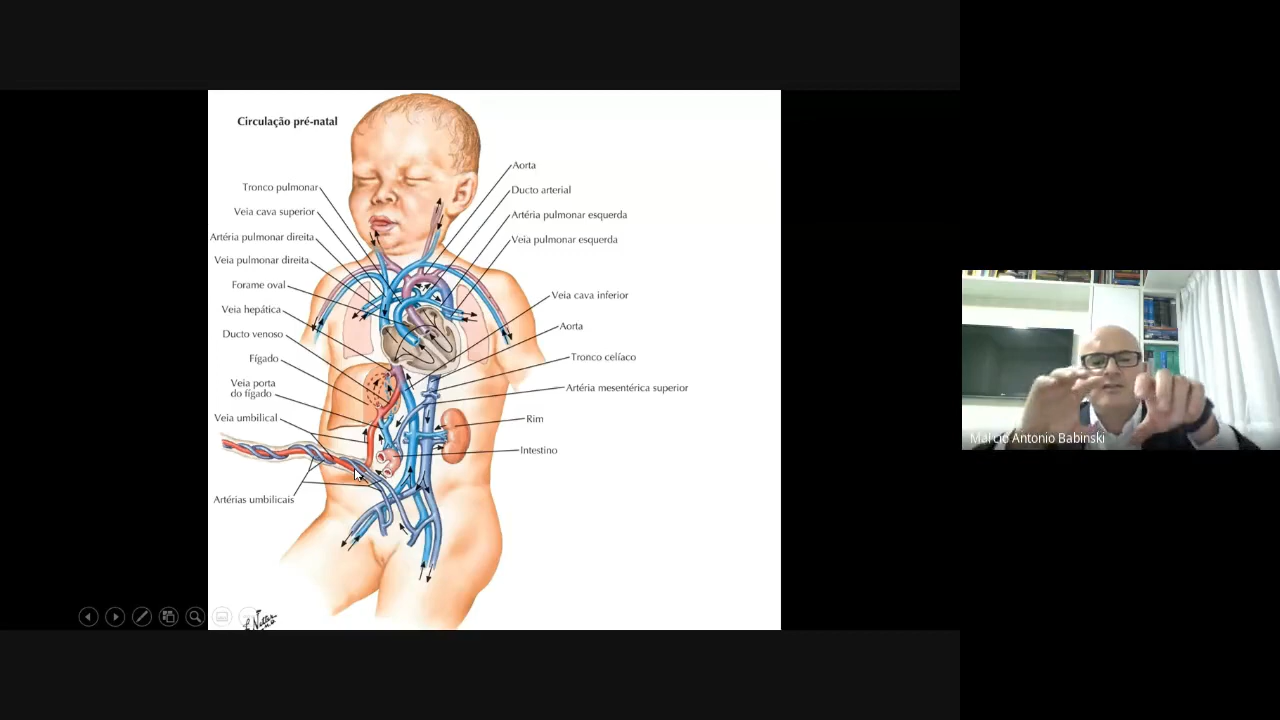 Circulação pré-natal
Tronco pulmonar
Veia cava superior
Artéria pulmonar direita
Veia pulmonar direita
Forame oval
Veia hepática
Ducto venoso
Fígado
Veia porta
do fígado
Veia umbilical
Artérias umbilicais
Aorta
Ducto arterial
Artéria pulmonar esquerda
Veia pulmonar esquerda
Veia cava inferior
Aorta
Tronco celíaco
Artéria mesentérica superior
Rim
Intestino
Antonio Babinski